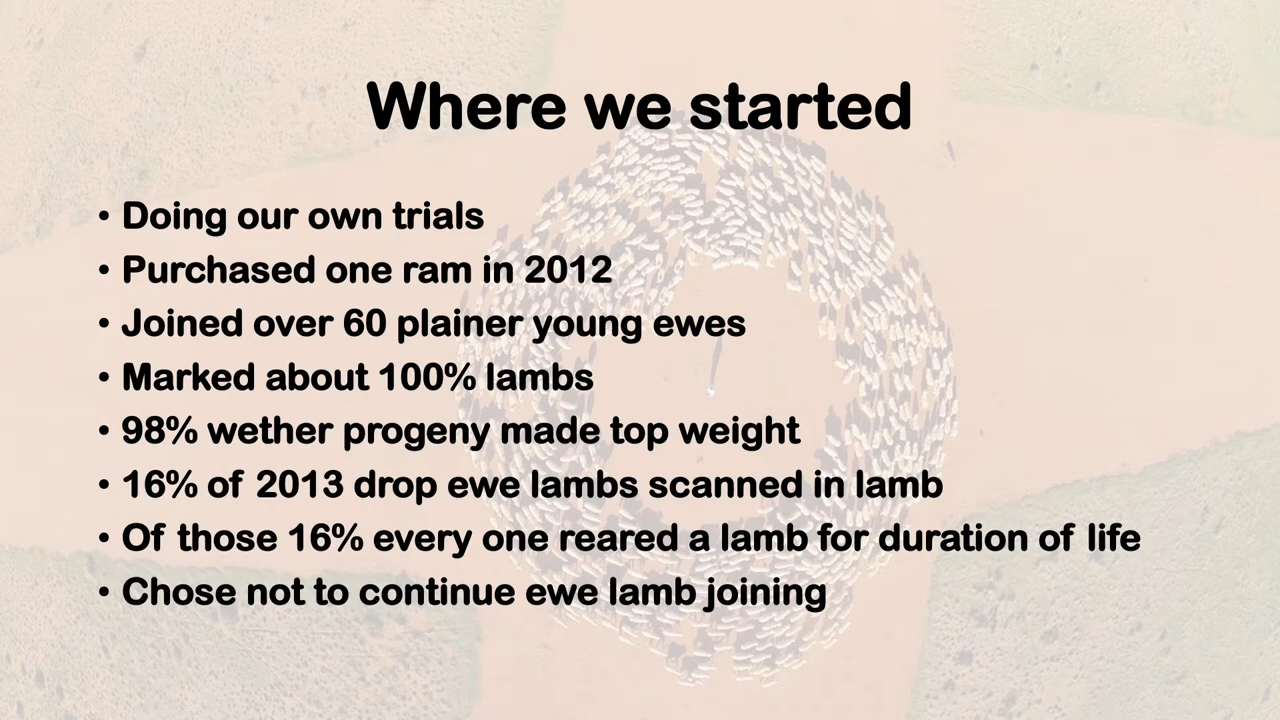 Where we started
• Doing our own trials
• Purchased one ram in 2012
• Joined over 60 plainer young ewes
• Marked about 100% lambs
• 98% wether progeny made top weight
• 16% of 2013 drop ewe lambs scanned in lamb
• Of those 16% every one reared a lamb for duration of life
• Chose not to continue ewe lamb joining